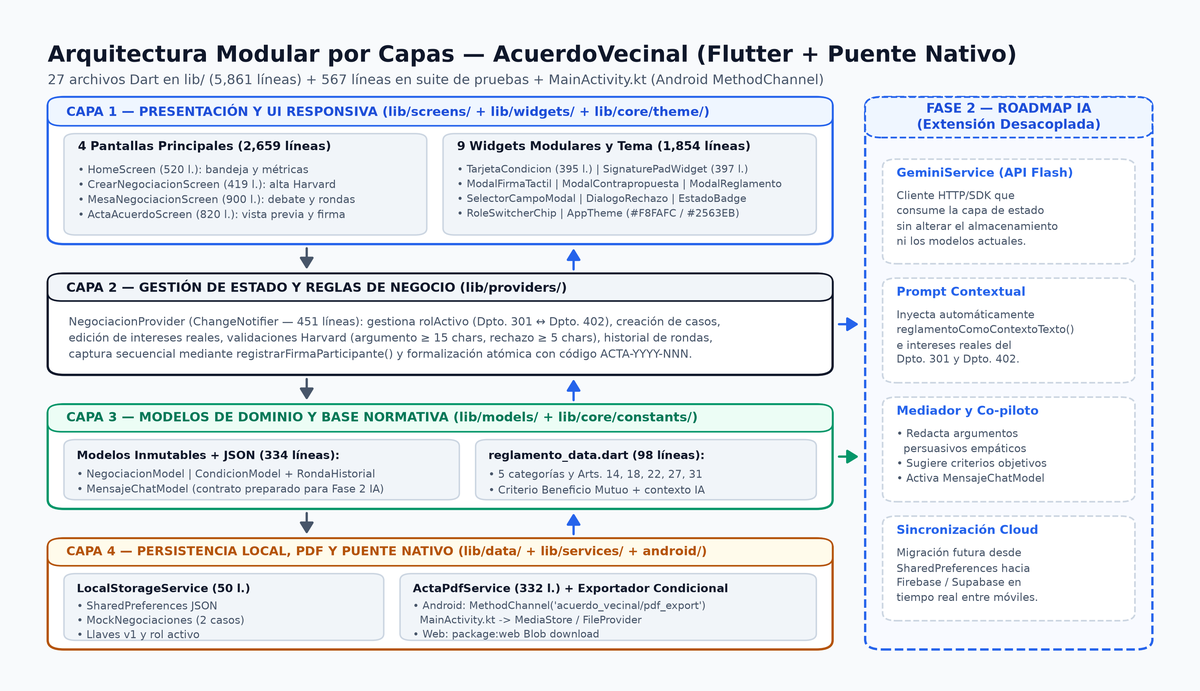 Arquitectura Modular por Capas — AcuerdoVecinal (Flutter + Puente Nativo)
27 archivos Dart en lib/ (5,861 líneas) + 567 líneas en suite de pruebas + MainActivity.kt (Android MethodChannel)
CAPA 1 — PRESENTACIÓN Y UI RESPONSIVA (lib/screens/ + lib/widgets/ + lib/core/theme/)
4 Pantallas Principales (2,659 líneas)
• HomeScreen (520 l.): bandeja y métricas
• CrearNegociacionScreen (419 l.): alta Harvard
• MesaNegociacionScreen (900 l.): debate y rondas
• ActaAcuerdoScreen (820 l.): vista previa y firma
9 Widgets Modulares y Tema (1,854 líneas)
• TarjetaCondicion (395 l.) | SignaturePadWidget (397 l.)
• ModalFirmaTactil | ModalContrapropuesta | ModalReglamento
• SelectorCampoModal | DialogoRechazo | EstadoBadge
• RoleSwitcherChip | AppTheme (#F8FAFC / #2563EB)
CAPA 2 — GESTIÓN DE ESTADO Y REGLAS DE NEGOCIO (lib/providers/)
NegociacionProvider (ChangeNotifier — 451 líneas): gestiona rolActivo (Dpto. 301 ↔ Dpto. 402), creación de casos,
edición de intereses reales, validaciones Harvard (argumento ≥ 15 chars, rechazo ≥ 5 chars), historial de rondas,
captura secuencial mediante registrarFirmaParticipante() y formalización atómica con código ACTA-YYYY-NNN.
CAPA 3 — MODELOS DE DOMINIO Y BASE NORMATIVA (lib/models/ + lib/core/constants/)
Modelos Inmutables + JSON (334 líneas):
• NegociacionModel | CondicionModel + RondaHistorial
• MensajeChatModel (contrato preparado para Fase 2 IA)
reglamento_data.dart (98 líneas):
• 5 categorías y Arts. 14, 18, 22, 27, 31
• Criterio Beneficio Mutuo + contexto IA
CAPA 4 — PERSISTENCIA LOCAL, PDF Y PUENTE NATIVO (lib/data/ + lib/services/ + android/)
LocalStorageService (50 l.)
• SharedPreferences JSON
• MockNegociaciones (2 casos)
• Llaves v1 y rol activo
ActaPdfService (332 l.) + Exportador Condicional
• Android: MethodChannel('acuerdo_vecinal/pdf_export')
MainActivity.kt -> MediaStore / FileProvider
• Web: package:web Blob download
FASE 2 — ROADMAP IA
(Extensión Desacoplada)
GeminiService (API Flash)
Cliente HTTP/SDK que
consume la capa de estado
sin alterar el almacenamiento
ni los modelos actuales.
Prompt Contextual
Inyecta automáticamente
reglamentoComoContextoTexto()
e intereses reales del
Dpto. 301 y Dpto. 402.
Mediador y Co-piloto
• Redacta argumentos
persuasivos empáticos
• Sugiere criterios objetivos
• Activa MensajeChatModel
Sincronización Cloud
Migración futura desde
SharedPreferences hacia
Firebase / Supabase en
tiempo real entre móviles.